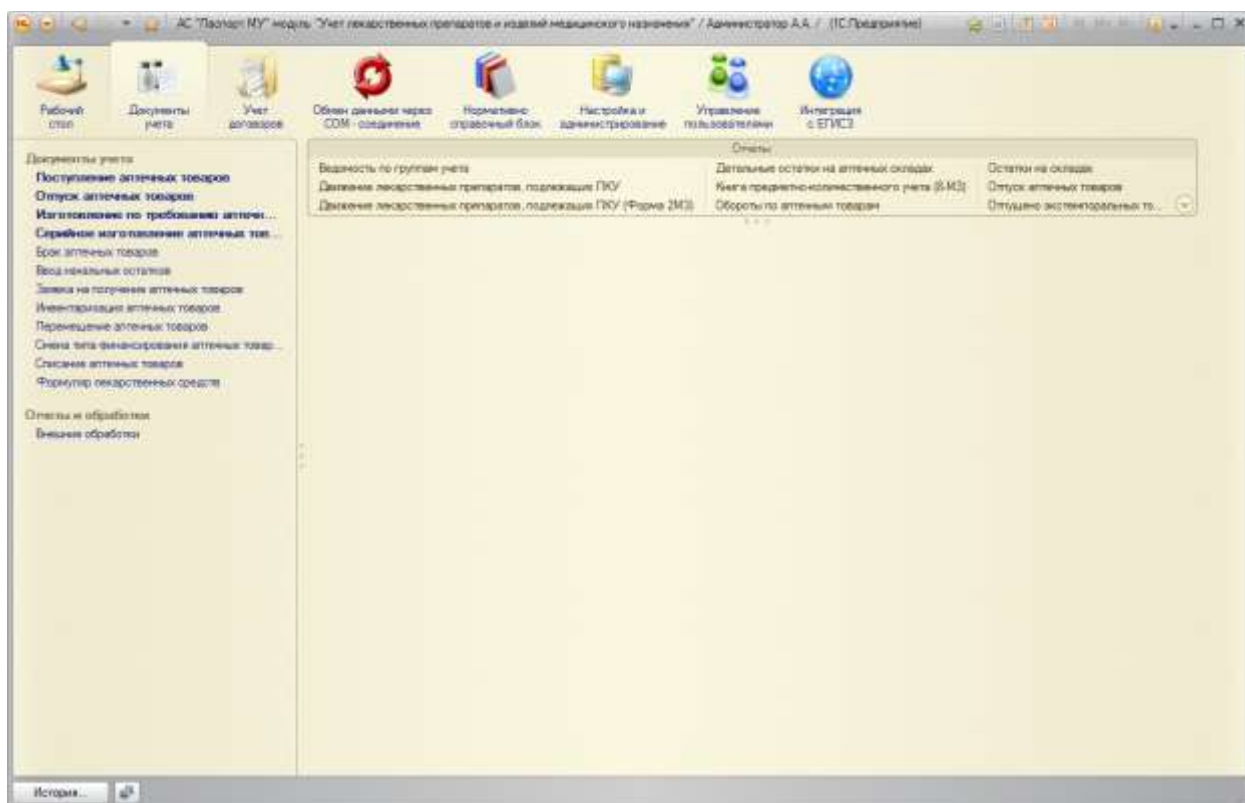 АС "Паспорт МУ" модуль "Учет лекарственных препаратов и изделий медицинского назначения" / Администратор А.А. / (1С:Предприятие)
Рабочий стол
Документы учета
Учет договоров
Обмен данными через COM - соединение
Нормативно справочный блок
Настройка и администрирование
Управление пользователями
Интеграция с ЕГИСЗ
Документы учета
Поступление аптечных товаров
Отпуск аптечных товаров
Изготовление по требованию аптечн...
Серийное изготовление аптечных тов...
Брак аптечных товаров
Ввод начальных остатков
Заявка на получение аптечных товаров
Инвентаризация аптечных товаров
Перемещение аптечных товаров
Смена типа финансирования аптечных товар...
Списание аптечных товаров
Формуляр лекарственных средств
Отчеты и обработки
Внешние обработки
Отчеты
Ведомость по группам учета
Движение лекарственных препаратов, подлежащих ПКУ
Движение лекарственных препаратов, подлежащих ПКУ (Форма 2МЗ)
Детальные остатки на аптечных складах
Книга предметно-количественного учета (8-МЗ)
Обороты по аптечным товарам
Остатки на складах
Отпуск аптечных товаров
Отпущено экстемпоральных то...
История...